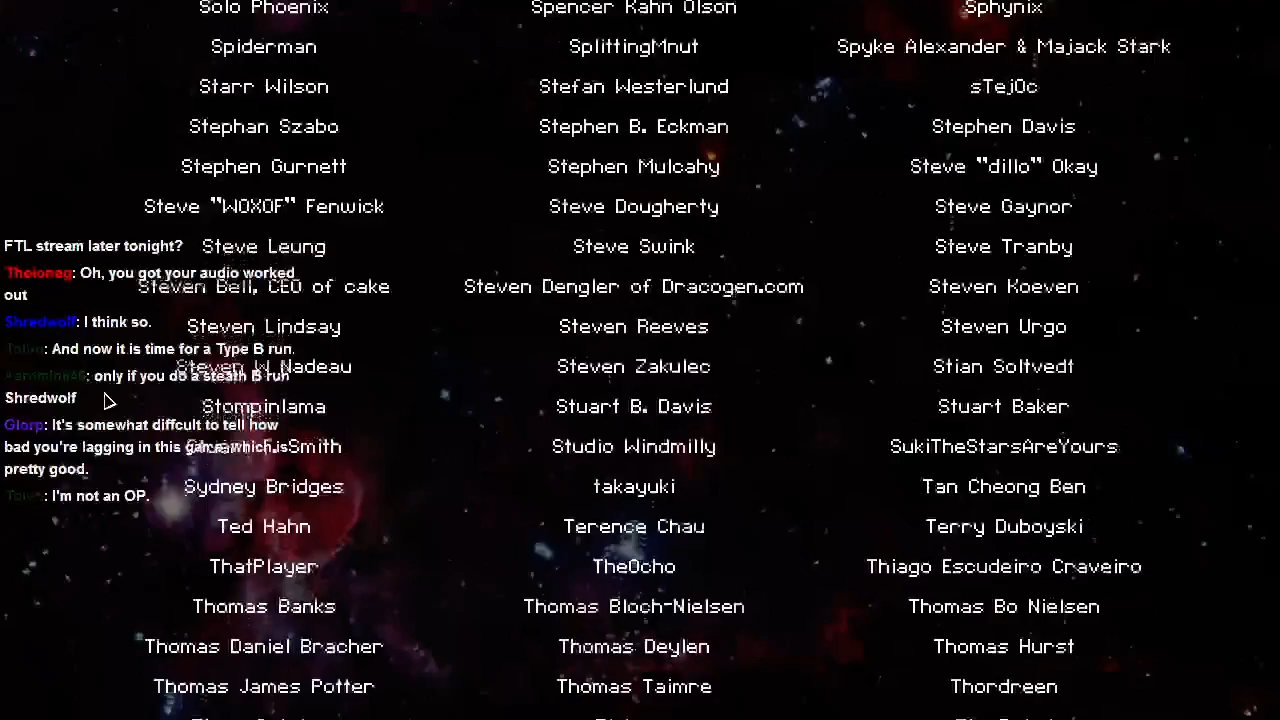 Solo Phoenix Spencer Kahn Olson Sphynix
Spiderman SplittingMnut Spyke Alexander & Majack Stark
Starr Wilson Stefan Westerlund sTeJ0c
Stephan Szabo Stephen B. Eckman Stephen Davis
Stephen Gurnett Stephen Mulcahy Steve "dillo" Okay
Steve "WOXOF" Fenwick Steve Dougherty Steve Gaynor
Steve Leung Steve Swink Steve Tranby
Steven Bell, CEO of cake Steven Dengler of Dracogen.com Steven Koeven
Steven Lindsay Steven Reeves Steven Urgo
Steven W Nadeau Steven Zakulec Stian Soltvedt
Stompinlama Stuart B. Davis Stuart Baker
Smith Studio Windmilly SukiTheStarsAreYours
Sydney Bridges takayuki Tan Cheong Ben
Ted Hahn Terence Chau Terry Duboyski
ThatPlayer TheOcho Thiago Escudeiro Craveiro
Thomas Banks Thomas Bloch-Nielsen Thomas Bo Nielsen
Thomas Daniel Bracher Thomas Deylen Thomas Hurst
Thomas James Potter Thomas Taimre Thordreen
FTL stream later tonight?
Theioneg: Oh, you got your audio worked
out
Shredwolf: I think so.
: And now it is time for a Type B run.
: only if you do a steath B run
Shredwolf
Glorp: It's somewhat diffcult to tell how
bad you're lagging in this game which is
pretty good.
: I'm not an OP.